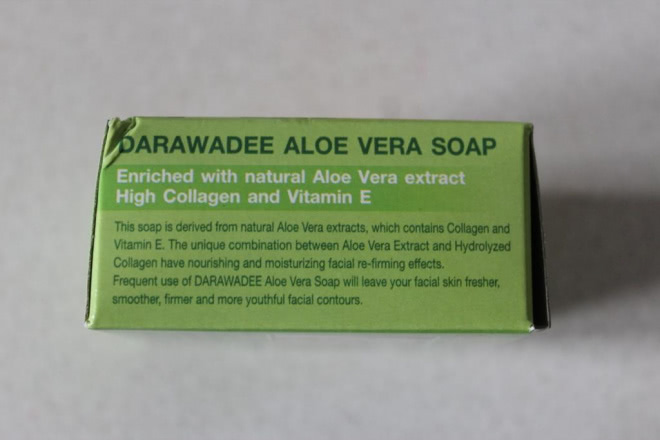 DARAWADEE ALOE VERA SOAP
Enriched with natural Aloe Vera extract
High Collagen and Vitamin E
This soap is derived from natural Aloe Vera extracts, which contains Collagen and
Vitamin E. The unique combination between Aloe Vera Extract and Hydrolyzed
Collagen have nourishing and moisturizing facial re-firming effects.
Frequent use of DARAWADEE Aloe Vera Soap will leave your facial skin fresher,
smoother, firmer and more youthful facial contours.